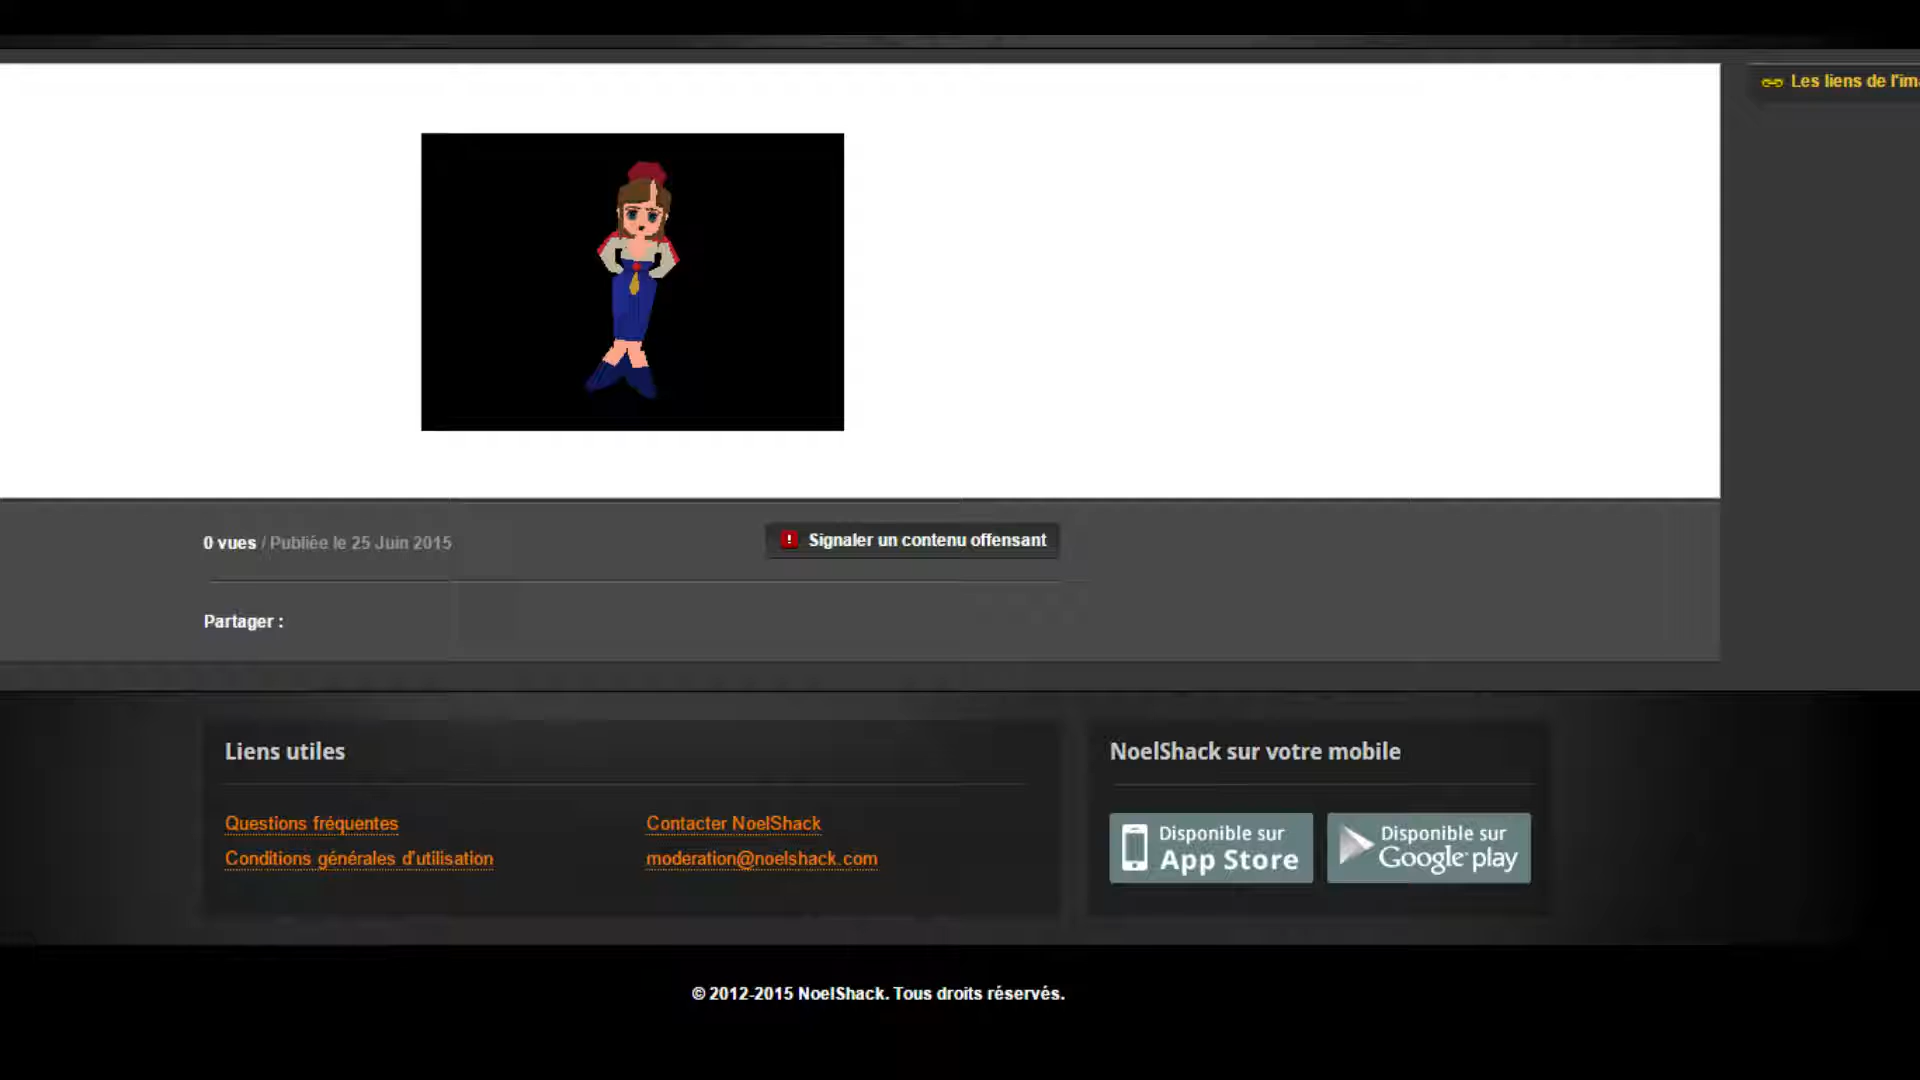 Les liens de l'im
0 vues / Publiée le 25 Juin 2015
Signaler un contenu offensant
Partager :
Liens utiles
NoelShack sur votre mobile
Questions fréquentes
Contacter NoelShack
Conditions générales d'utilisation
moderation@noelshack.com
Disponible sur
App Store
Disponible sur
Google play
© 2012-2015 NoelShack. Tous droits réservés.